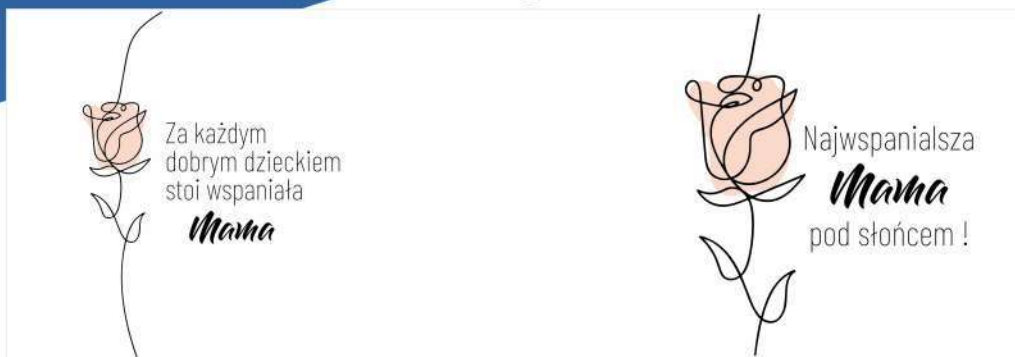 Za każdym
dobrym dzieckiem
stoi wspaniała
Mama
Najwspanialsza
Mama
pod słońcem !